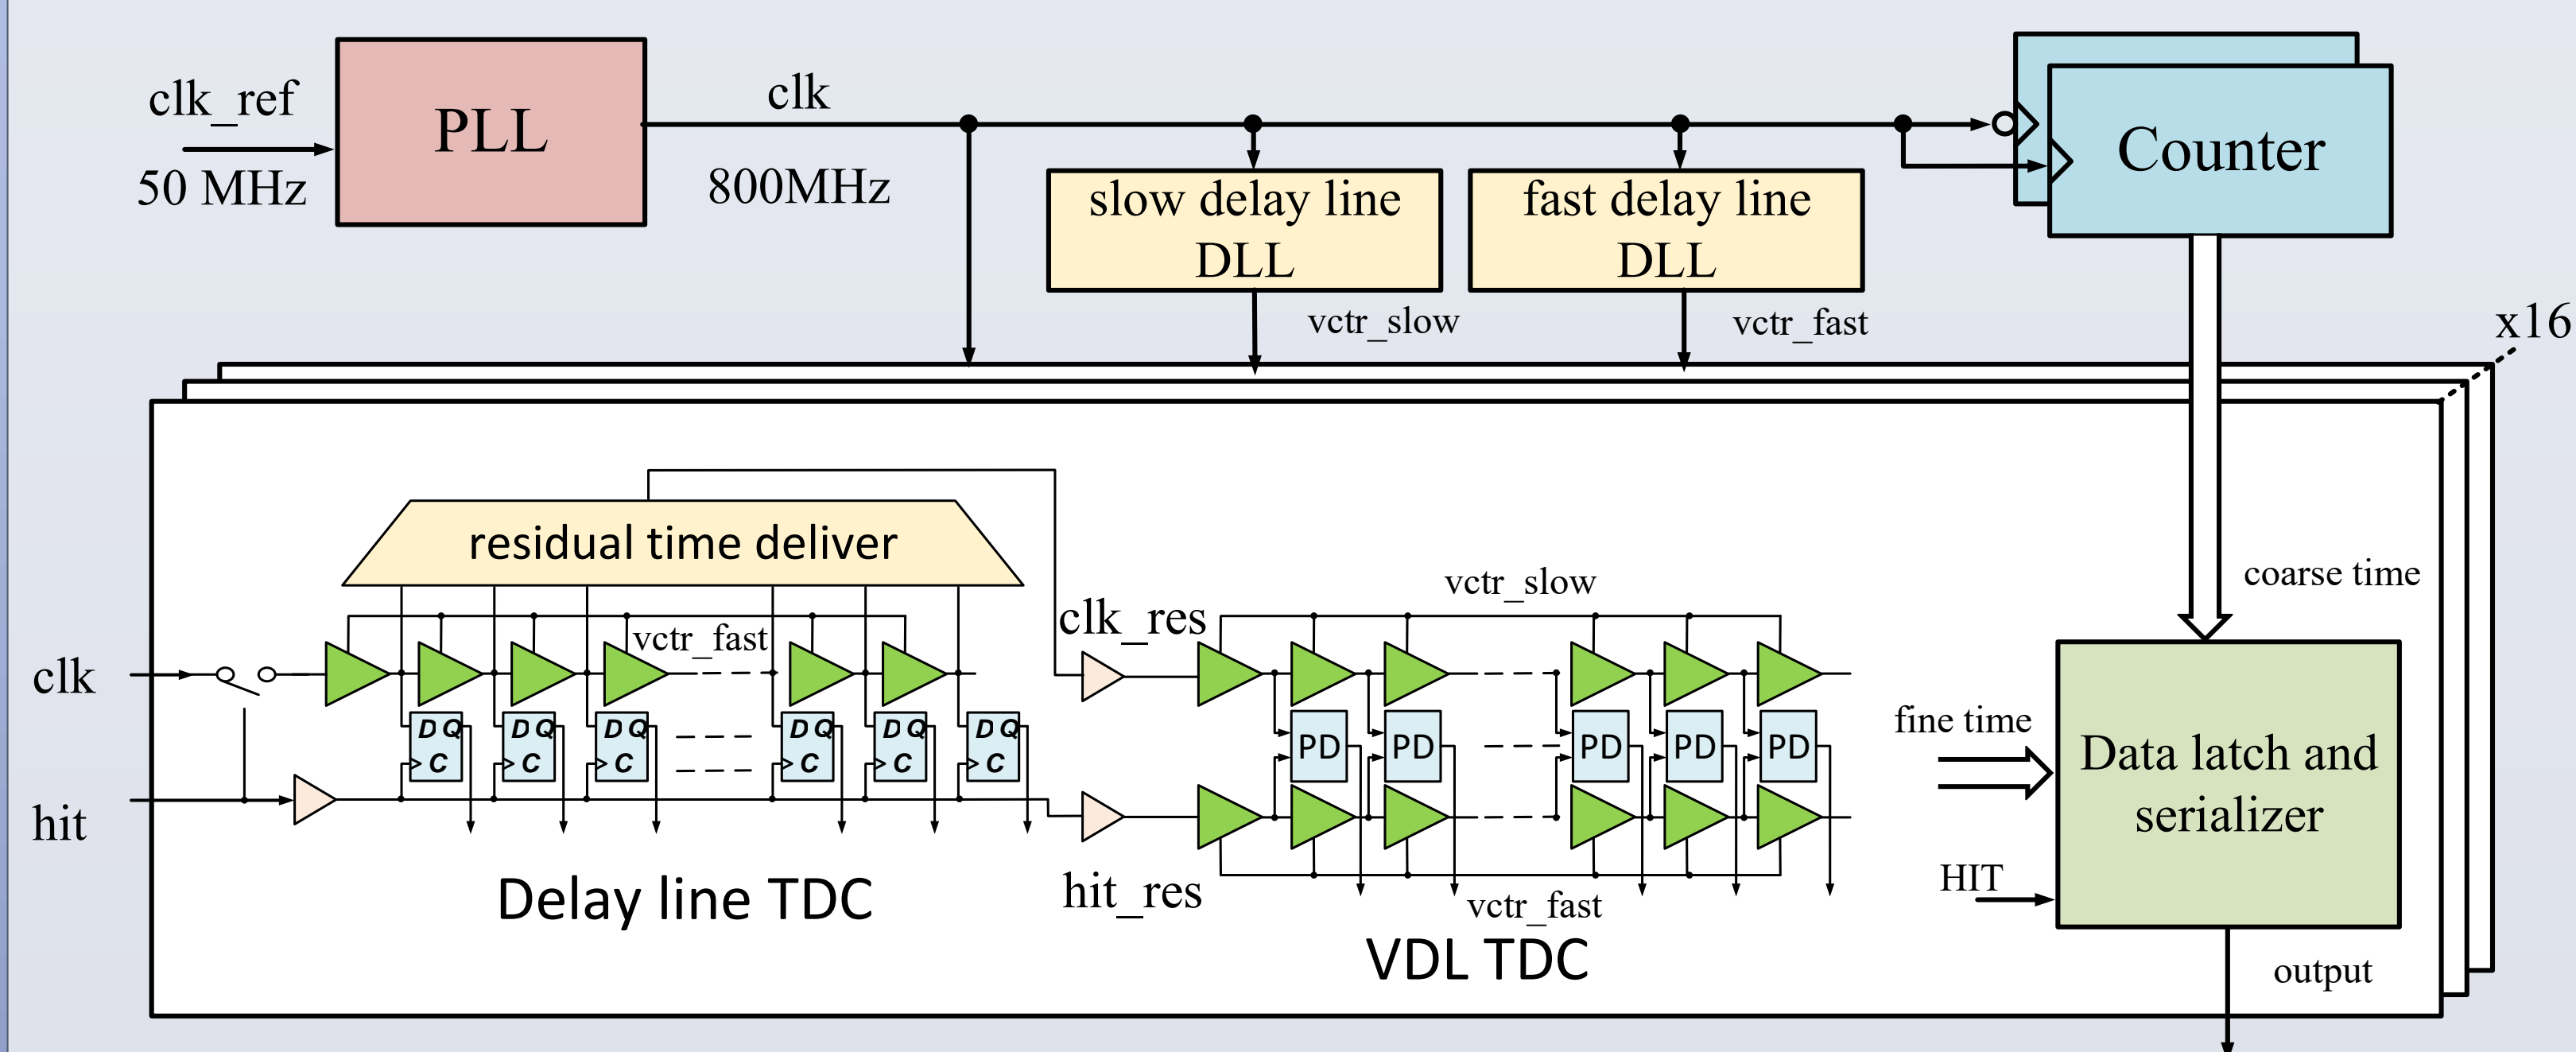 clk_ref
50 MHz
PLL
clk
800MHz
slow delay line
DLL
fast delay line
DLL
Counter
vctr_slow
vctr_fast
x16
residual time deliver
coarse time
vctr_fast
clk_res
vctr_slow
clk
hit
D Q
C
D Q
C
D Q
C
D Q
C
D Q
C
D Q
C
PD
PD
PD
PD
PD
fine time
Data latch and
serializer
HIT
Delay line TDC
hit_res
vctr_fast
VDL TDC
output